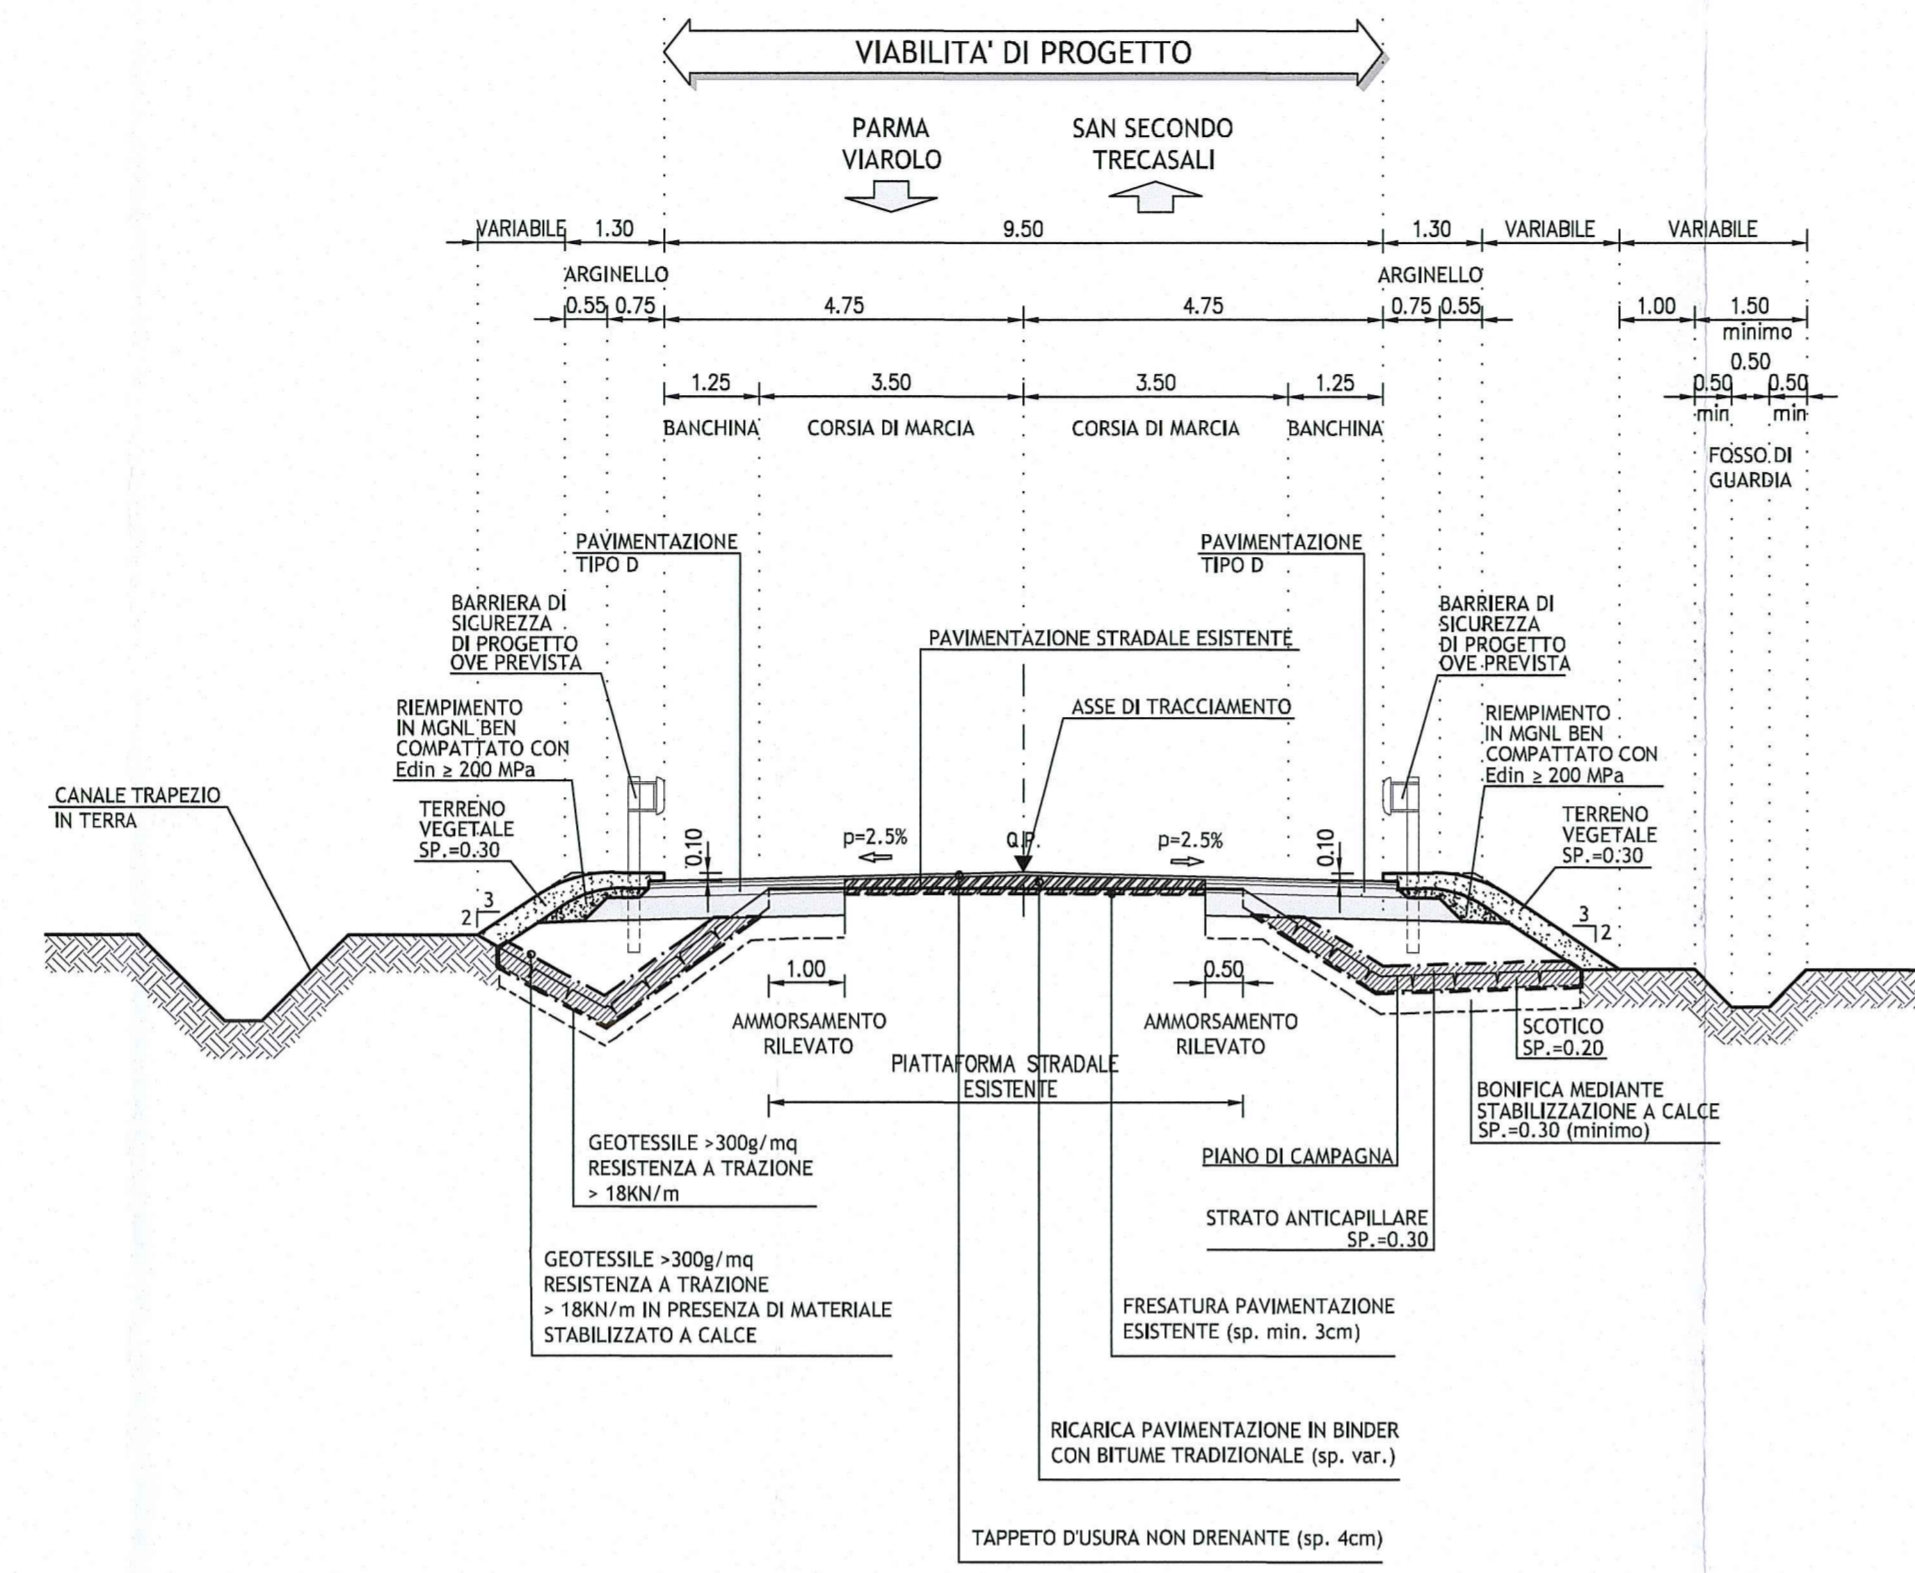 VIABILITA' DI PROGETTO
PARMA
VIAROLO
SAN SECONDO
TRECASALI
VARIABILE
1.30
9.50
1.30
VARIABILE
VARIABILE
ARGINELLO
ARGINELLO
0.55
0.75
4.75
4.75
0.75
0.55
1.00
1.50
minimo
0.50
0.50
0.50
min
min
1.25
3.50
3.50
1.25
BANCHINA
CORSIA DI MARCIA
CORSIA DI MARCIA
BANCHINA
FOSSO DI
GUARDIA
PAVIMENTAZIONE
TIPO D
PAVIMENTAZIONE
TIPO D
BARRIERA DI
SICUREZZA
DI PROGETTO
OVE PREVISTA
PAVIMENTAZIONE STRADALE ESISTENTE
BARRIERA DI
SICUREZZA
DI PROGETTO
OVE PREVISTA
RIEMPIMENTO
IN MGNL BEN
COMPATTATO CON
Edin ≥ 200 MPa
ASSE DI TRACCIAMENTO
RIEMPIMENTO
IN MGNL BEN
COMPATTATO CON
Edin ≥ 200 MPa
CANALE TRAPEZIO
IN TERRA
TERRENO
VEGETALE
SP.=0.30
TERRENO
VEGETALE
SP.=0.30
0.10
p=2.5%
Q.P.
p=2.5%
0.10
3
2
3
2
1.00
0.50
AMMORSAMENTO
RILEVATO
AMMORSAMENTO
RILEVATO
PIATTAFORMA STRADALE
ESISTENTE
SCOTICO
SP.=0.20
BONIFICA MEDIANTE
STABILIZZAZIONE A CALCE
SP.=0.30 (minimo)
GEOTESSILE >300g/mq
RESISTENZA A TRAZIONE
> 18KN/m
PIANO DI CAMPAGNA
STRATO ANTICAPILLARE
SP.=0.30
GEOTESSILE >300g/mq
RESISTENZA A TRAZIONE
> 18KN/m IN PRESENZA DI MATERIALE
STABILIZZATO A CALCE
FRESATURA PAVIMENTAZIONE
ESISTENTE (sp. min. 3cm)
RICARICA PAVIMENTAZIONE IN BINDER
CON BITUME TRADIZIONALE (sp. var.)
TAPPETO D'USURA NON DRENANTE (sp. 4cm)